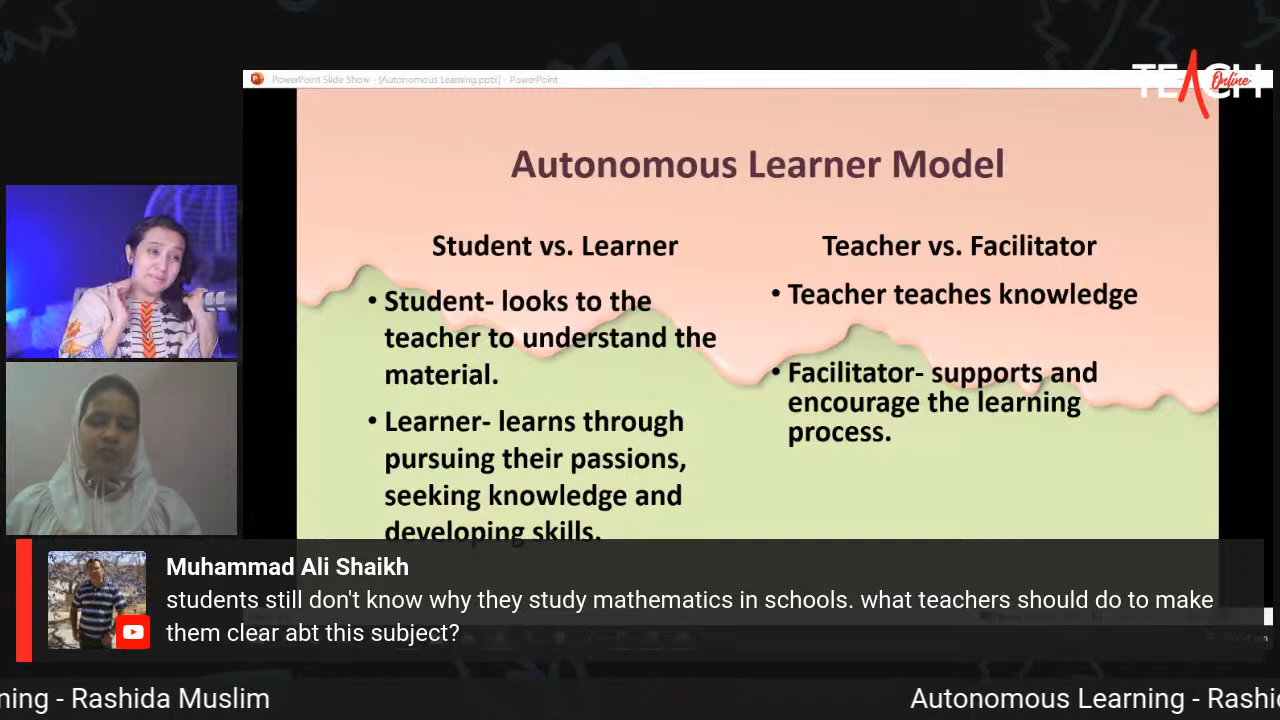 PowerPoint Slide Show - [Autonomous Learning.pptx] - PowerPoint
TEACH
Online
Autonomous Learner Model
Student vs. Learner
• Student- looks to the
teacher to understand the
material.
• Learner- learns through
pursuing their passions,
seeking knowledge and
developing skills.
Teacher vs. Facilitator
• Teacher teaches knowledge
• Facilitator- supports and
encourage the learning
process.
Muhammad Ali Shaikh
students still don't know why they study mathematics in schools. what teachers should do to make
them clear abt this subject?
ning - Rashida Muslim
Autonomous Learning - Rashi